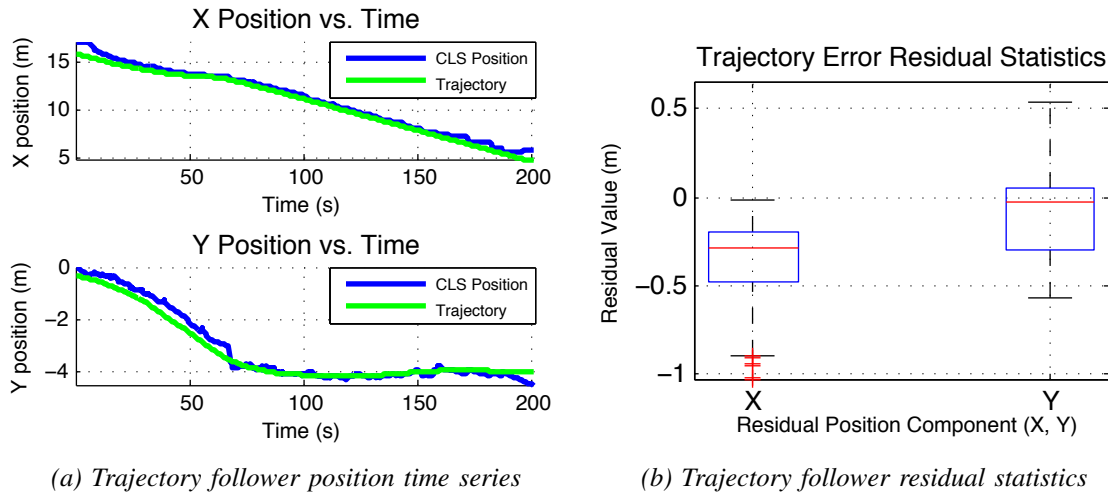 X Position vs. Time
X position (m)
15
10
5
CLS Position
Trajectory
50
100
150
200
Time (s)
Y Position vs. Time
Y position (m)
0
−2
−4
CLS Position
Trajectory
50
100
150
200
Time (s)
(a) Trajectory follower position time series
Trajectory Error Residual Statistics
Residual Value (m)
0.5
0
−0.5
−1
X
Y
Residual Position Component (X, Y)
(b) Trajectory follower residual statistics